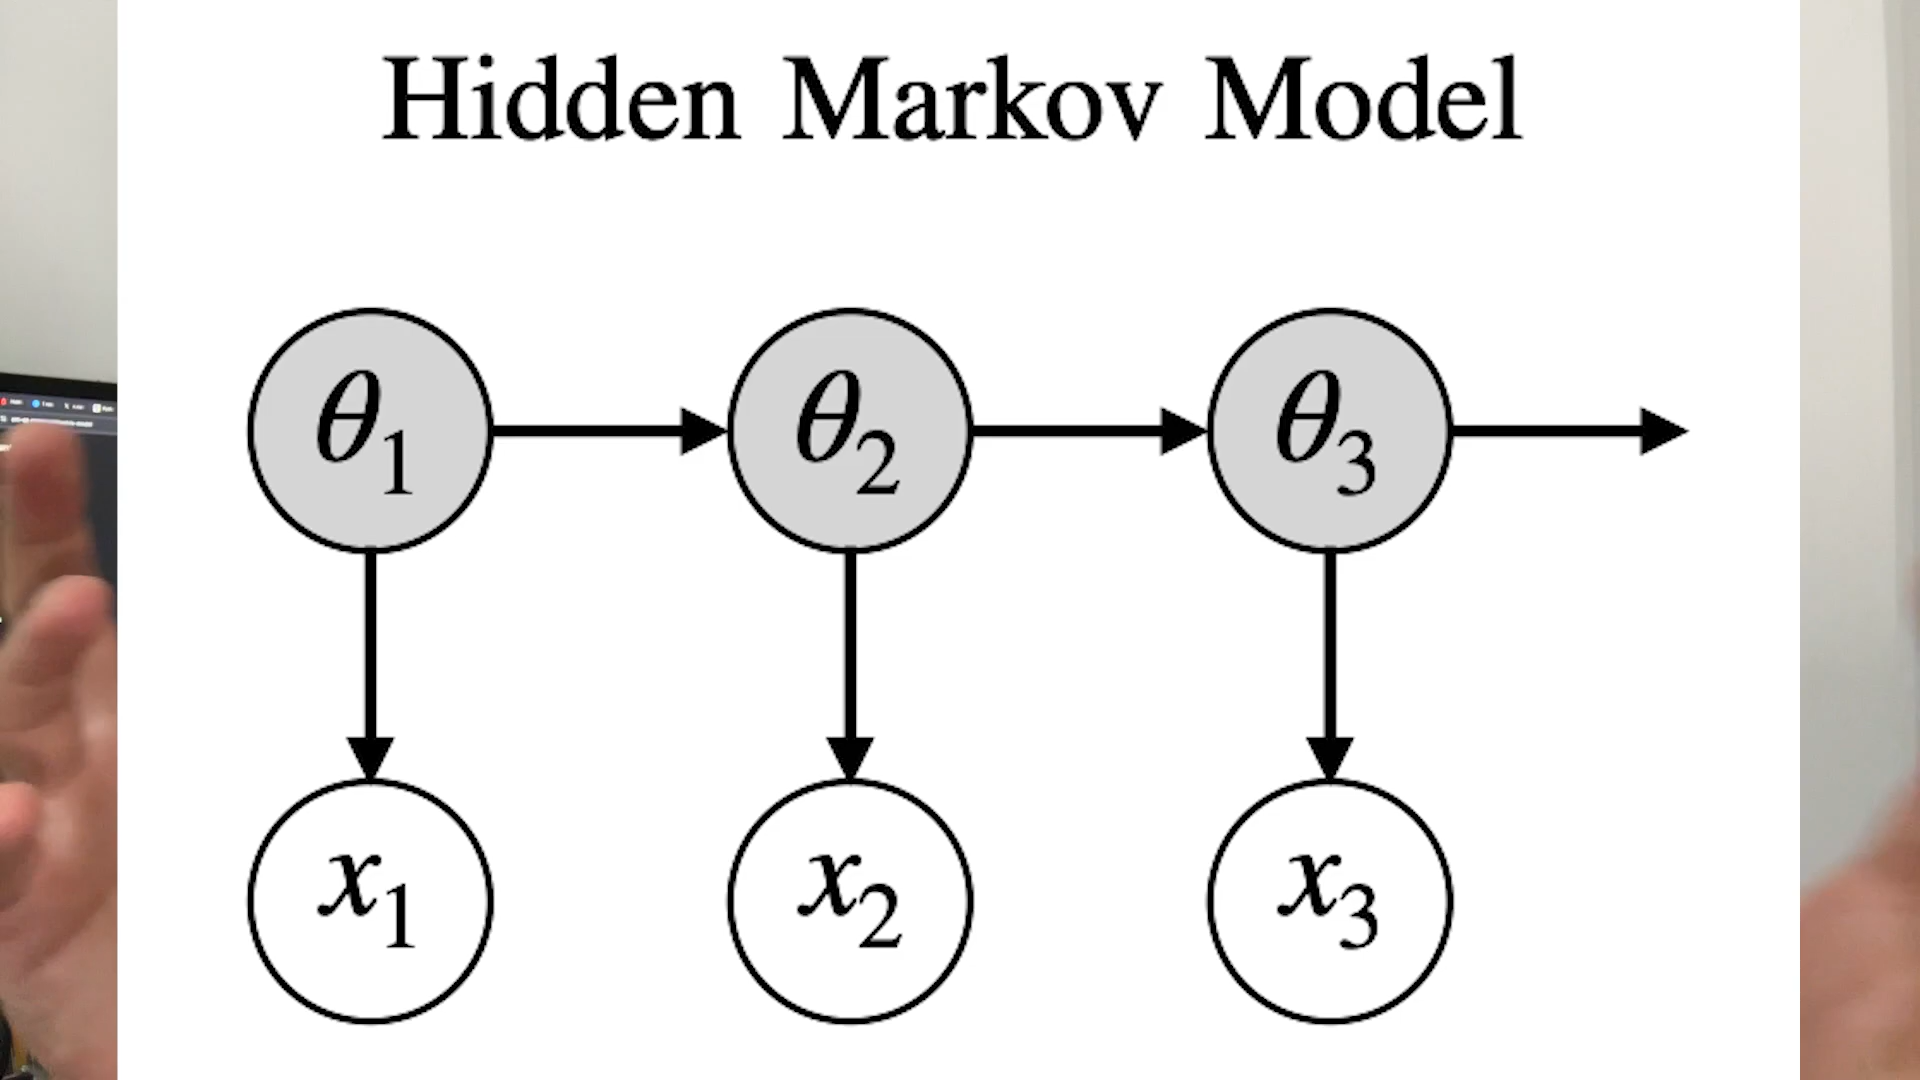 Hidden Markov Model
θ₁ θ₂ θ₃
x₁ x₂ x₃